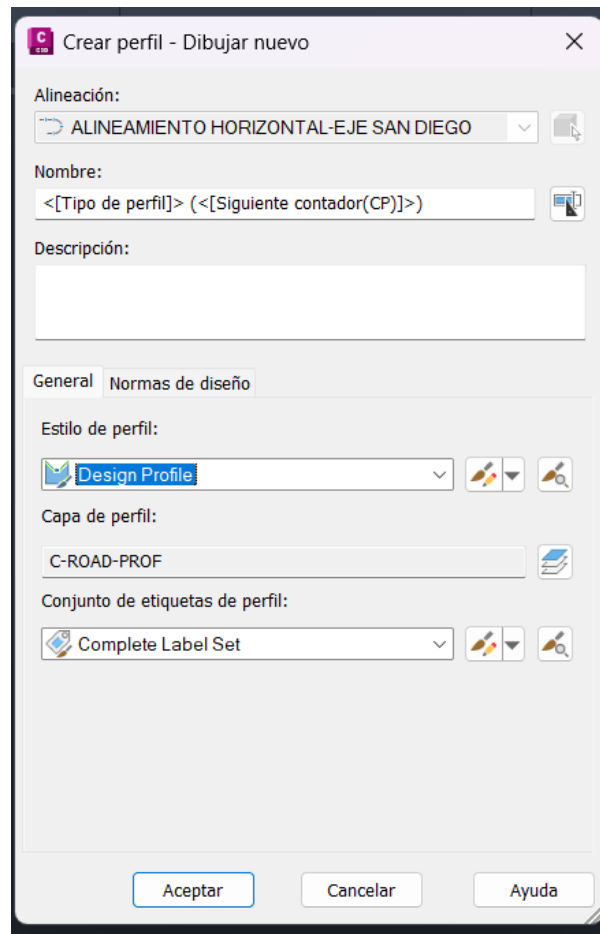 C
C3D
Crear perfil - Dibujar nuevo
Alineación:
ALINEAMIENTO HORIZONTAL-EJE SAN DIEGO
Nombre:
<[Tipo de perfil]> (<[Siguiente contador(CP)]>)
Descripción:
General Normas de diseño
Estilo de perfil:
Design Profile
Capa de perfil:
C-ROAD-PROF
Conjunto de etiquetas de perfil:
Complete Label Set
Aceptar Cancelar Ayuda